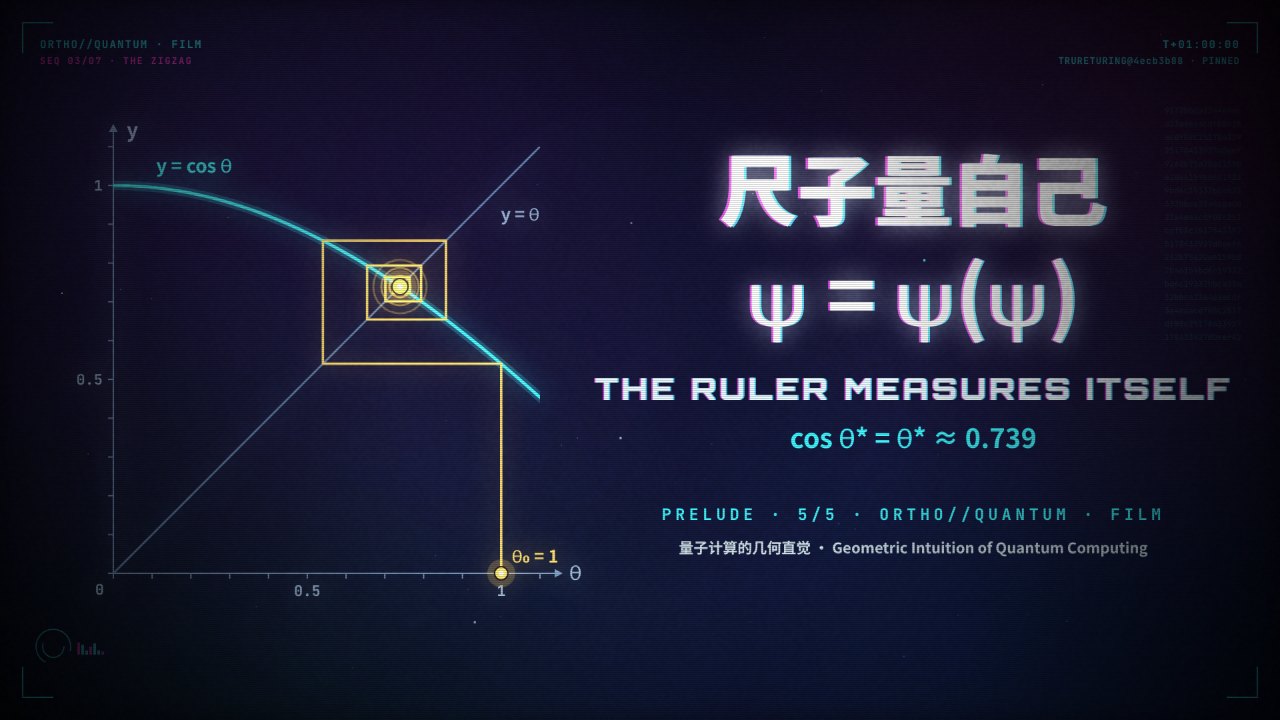 ORTHO//QUANTUM · FILM
SEQ 03/07 · THE ZIGZAG
T+01:00:00
TRURETURING@4ecb3b88 · PINNED
y
y = cos θ
1
y = θ
0.5
θ₀ = 1
θ
0
0.5
1
尺子量自己
ψ = ψ(ψ)
THE RULER MEASURES ITSELF
cos θ* = θ* ≈ 0.739
PRELUDE · 5/5 · ORTHO//QUANTUM · FILM
量子计算的几何直觉 • Geometric Intuition of Quantum Computing